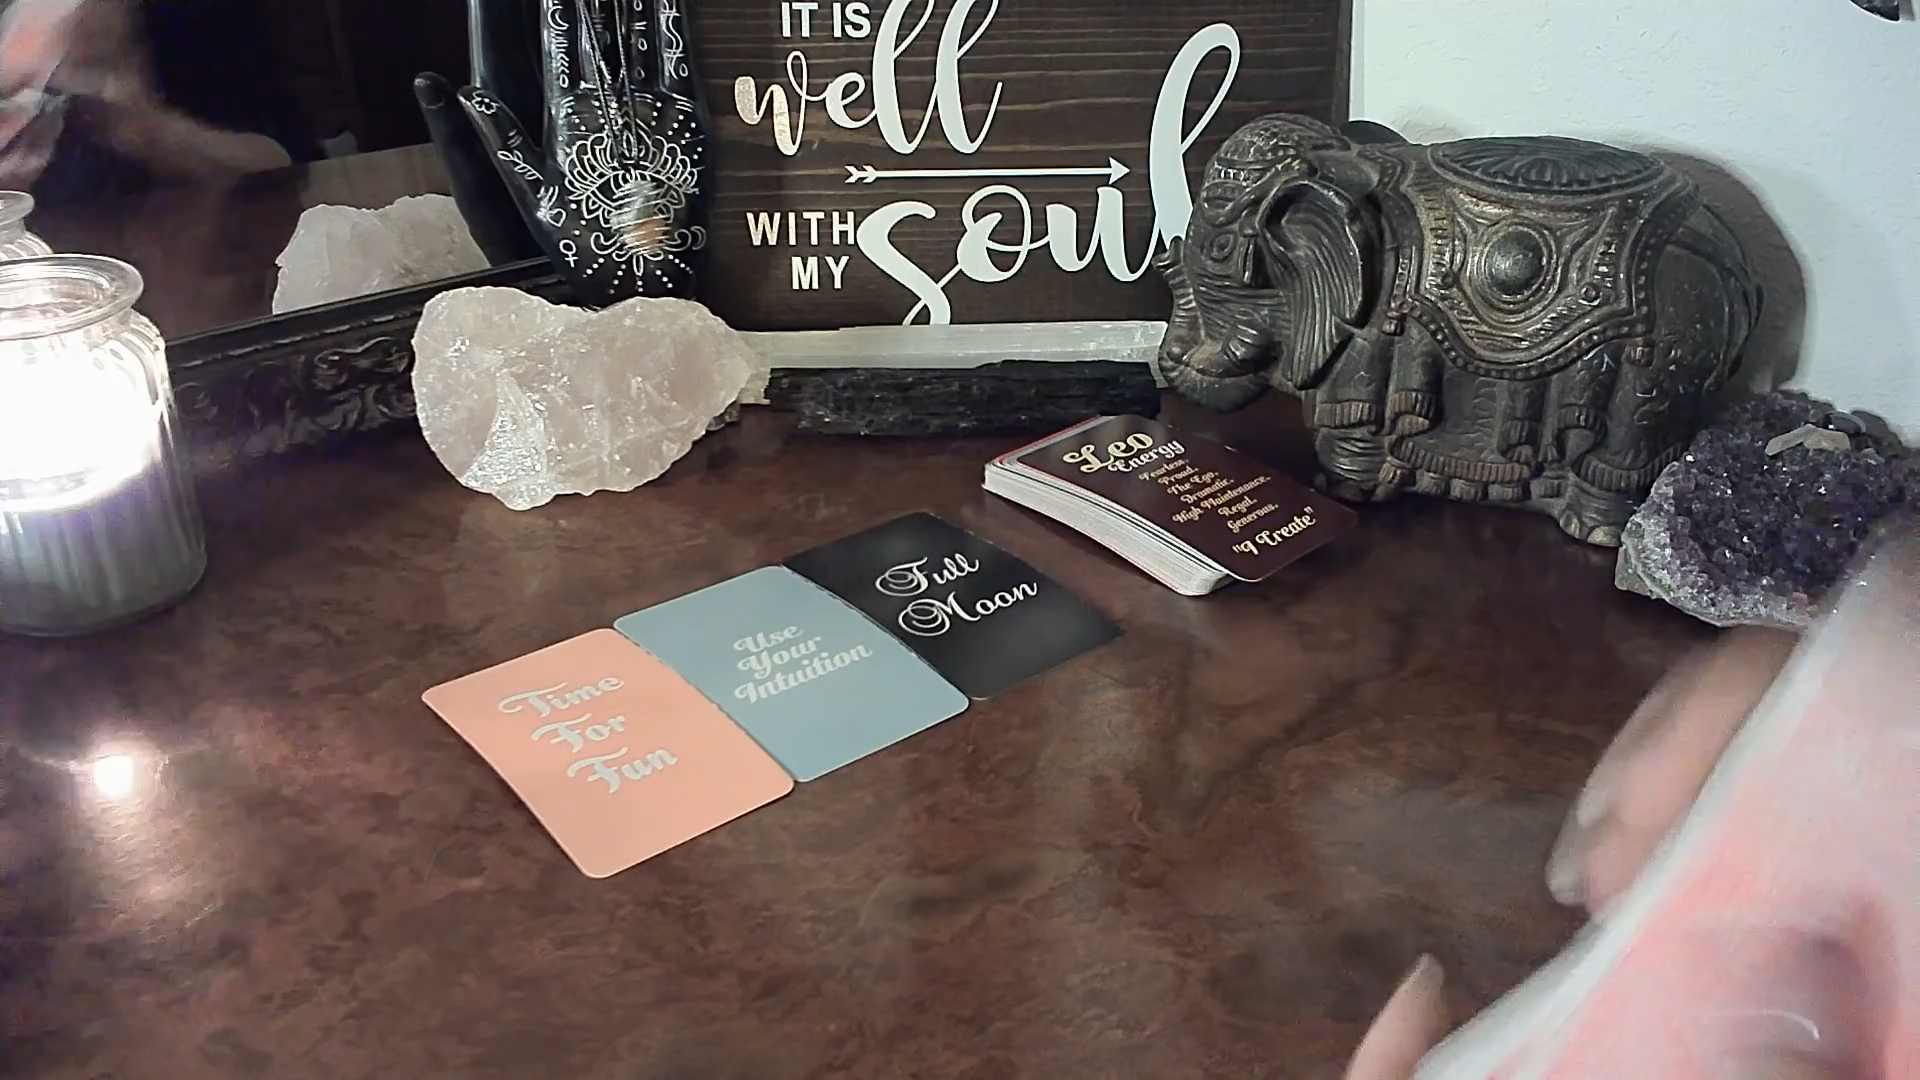 IT IS
well
WITH
MY
soul
Leo
Energy
Fearless.
Proud.
The Ego.
Dramatic.
High Maintenance.
Regal.
Generous.
"I Create"
Full
Moon
Use
Your
Intuition
Time
For
Fun